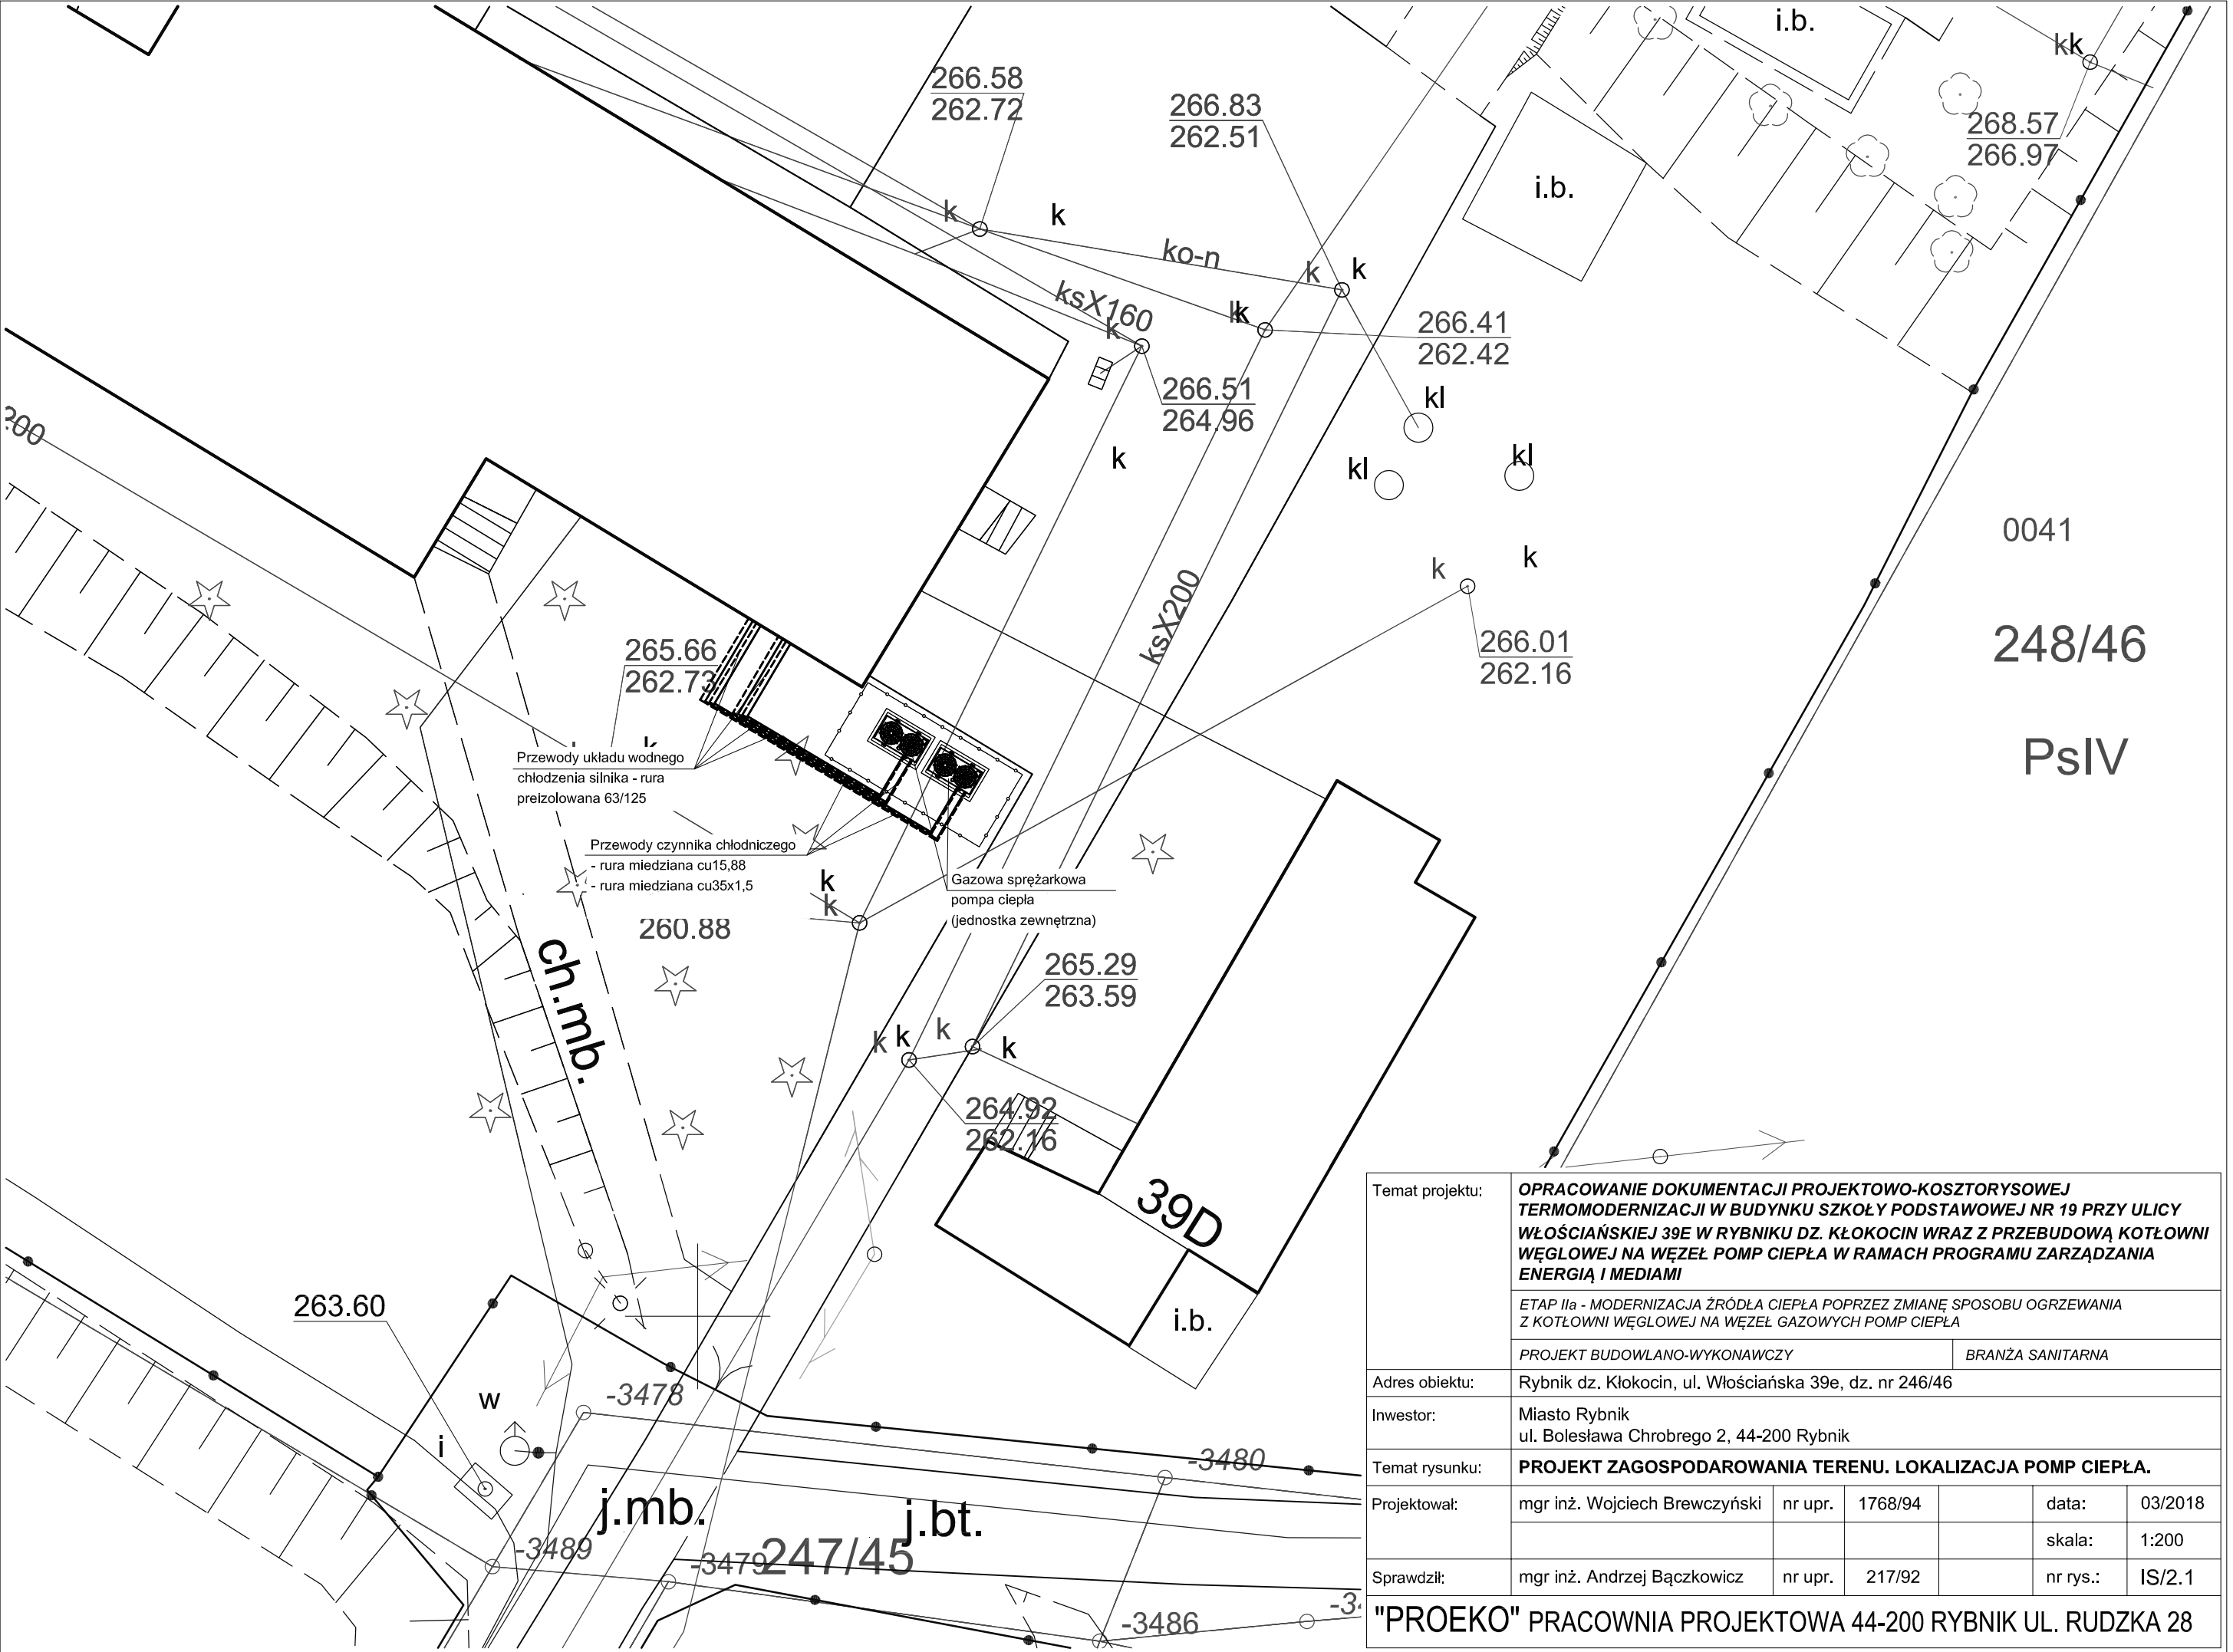 i.b.
kk
266.58
262.72
266.83
262.51
268.57
266.97
i.b.
k
k
ko-n
k
k
ksX160
k
kk
266.41
262.42
266.51
264.96
kl
kl
kl
k
200
0041
k
k
ksX200
266.01
262.16
248/46
PsIV
265.66
262.73
k
Przewody układu wodnego
chłodzenia silnika - rura
preizolowana 63/125
Przewody czynnika chłodniczego
- rura miedziana cu15,88
- rura miedziana cu35x1,5
k
k
Gazowa sprężarkowa
pompa ciepła
(jednostka zewnętrzna)
260.88
ch.mb.
265.29
263.59
k
k
k
k
264.92
262.16
39D
i.b.
263.60
w
i
-3478
-3480
j.mb.
j.bt.
-3489
-3479
247/45
-3486
Temat projektu:
OPRACOWANIE DOKUMENTACJI PROJEKTOWO-KOSZTORYSOWEJ
TERMOMODERNIZACJI W BUDYNKU SZKOŁY PODSTAWOWEJ NR 19 PRZY ULICY
WŁOŚCIAŃSKIEJ 39E W RYBNIKU DZ. KŁOKOCIN WRAZ Z PRZEBUDOWĄ KOTŁOWNI
WĘGLOWEJ NA WĘZEŁ POMP CIEPŁA W RAMACH PROGRAMU ZARZĄDZANIA
ENERGIĄ I MEDIAMI
ETAP IIa - MODERNIZACJA ŹRÓDŁA CIEPŁA POPRZEZ ZMIANĘ SPOSOBU OGRZEWANIA
Z KOTŁOWNI WĘGLOWEJ NA WĘZEŁ GAZOWYCH POMP CIEPŁA
PROJEKT BUDOWLANO-WYKONAWCZY BRANŻA SANITARNA
Adres obiektu: Rybnik dz. Kłokocin, ul. Włościańska 39e, dz. nr 246/46
Inwestor: Miasto Rybnik
ul. Bolesława Chrobrego 2, 44-200 Rybnik
Temat rysunku: PROJEKT ZAGOSPODAROWANIA TERENU. LOKALIZACJA POMP CIEPŁA.
Projektował: mgr inż. Wojciech Brewczyński nr upr. 1768/94 data: 03/2018
skala: 1:200
Sprawdził: mgr inż. Andrzej Bączkowicz nr upr. 217/92 nr rys.: IS/2.1
"PROEKO" PRACOWNIA PROJEKTOWA 44-200 RYBNIK UL. RUDZKA 28